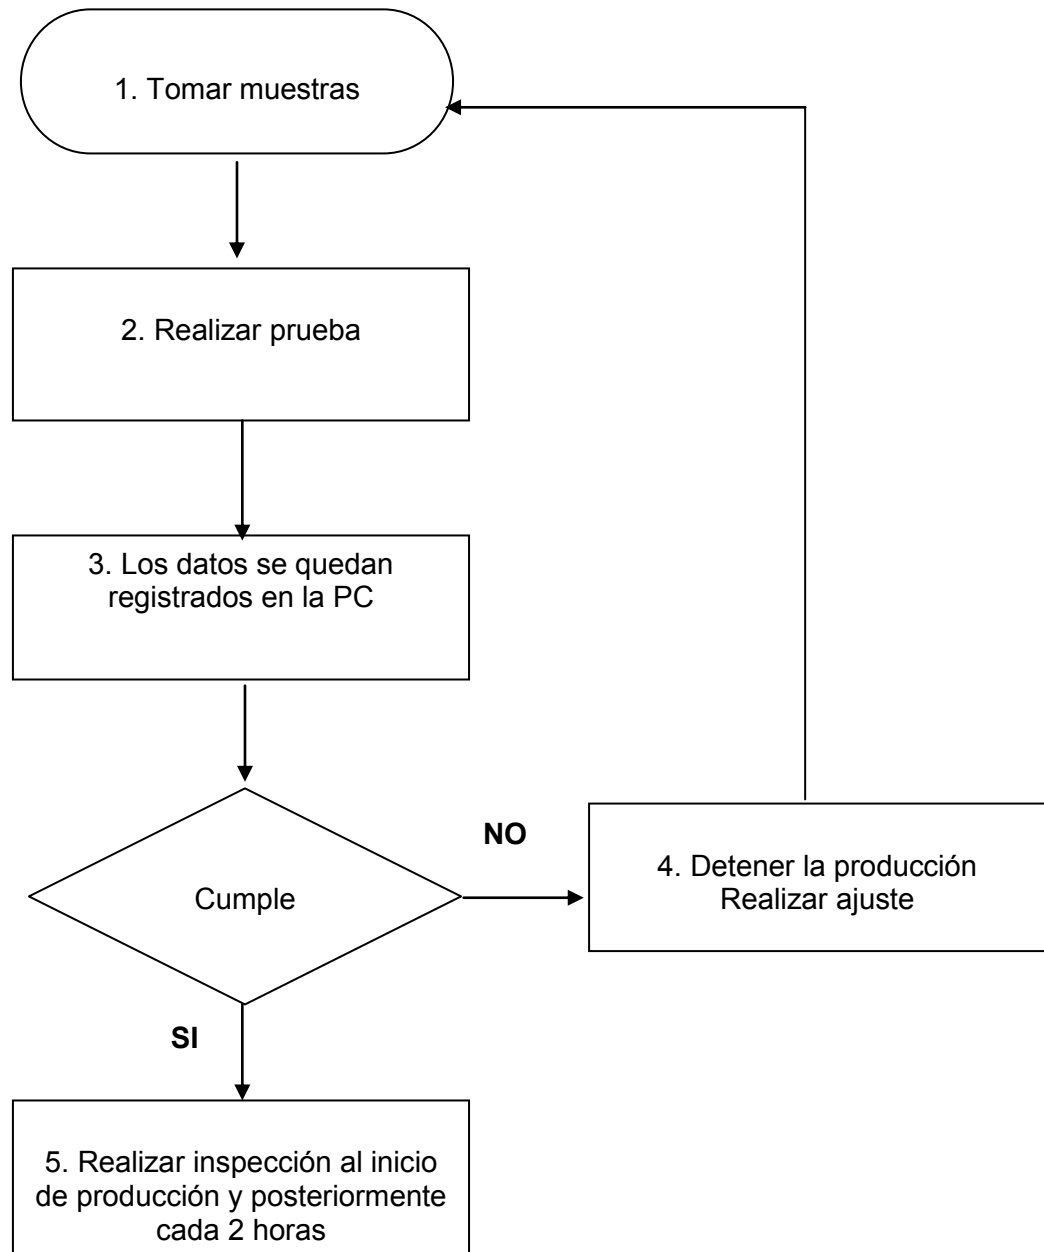 1. Tomar muestras
2. Realizar prueba
3. Los datos se quedan
registrados en la PC
NO
4. Detener la producción
Realizar ajuste
Cumple
SI
5. Realizar inspección al inicio
de producción y posteriormente
cada 2 horas